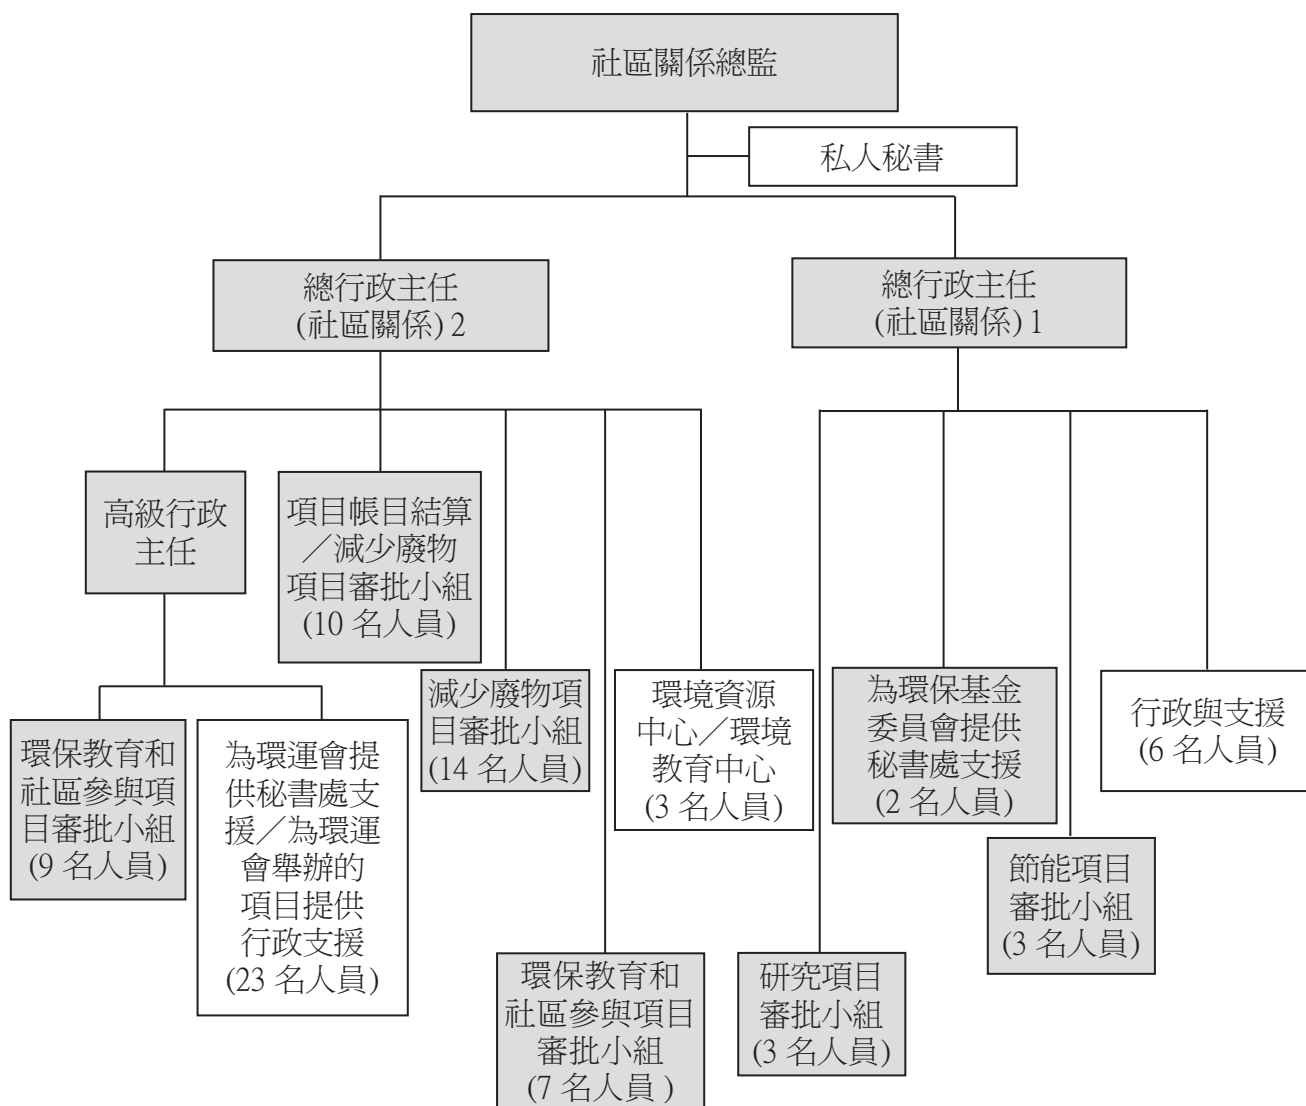 社區關係總監
私人秘書
總行政主任
(社區關係) 2
總行政主任
(社區關係) 1
高級行政
主任
項目帳目結算
／減少廢物
項目審批小組
(10 名人員)
減少廢物項
目審批小組
(14 名人員)
環境資源
中心／環境
教育中心
(3 名人員)
為環保基金
委員會提供
秘書處支援
(2 名人員)
行政與支援
(6 名人員)
環保教育和
社區參與項
目審批小組
(9 名人員)
為環運會提
供秘書處支
援／為環運
會舉辦的
項目提供
行政支援
(23 名人員)
環保教育和
社區參與項目
審批小組
(7 名人員 )
研究項目
審批小組
(3 名人員)
節能項目
審批小組
(3 名人員)